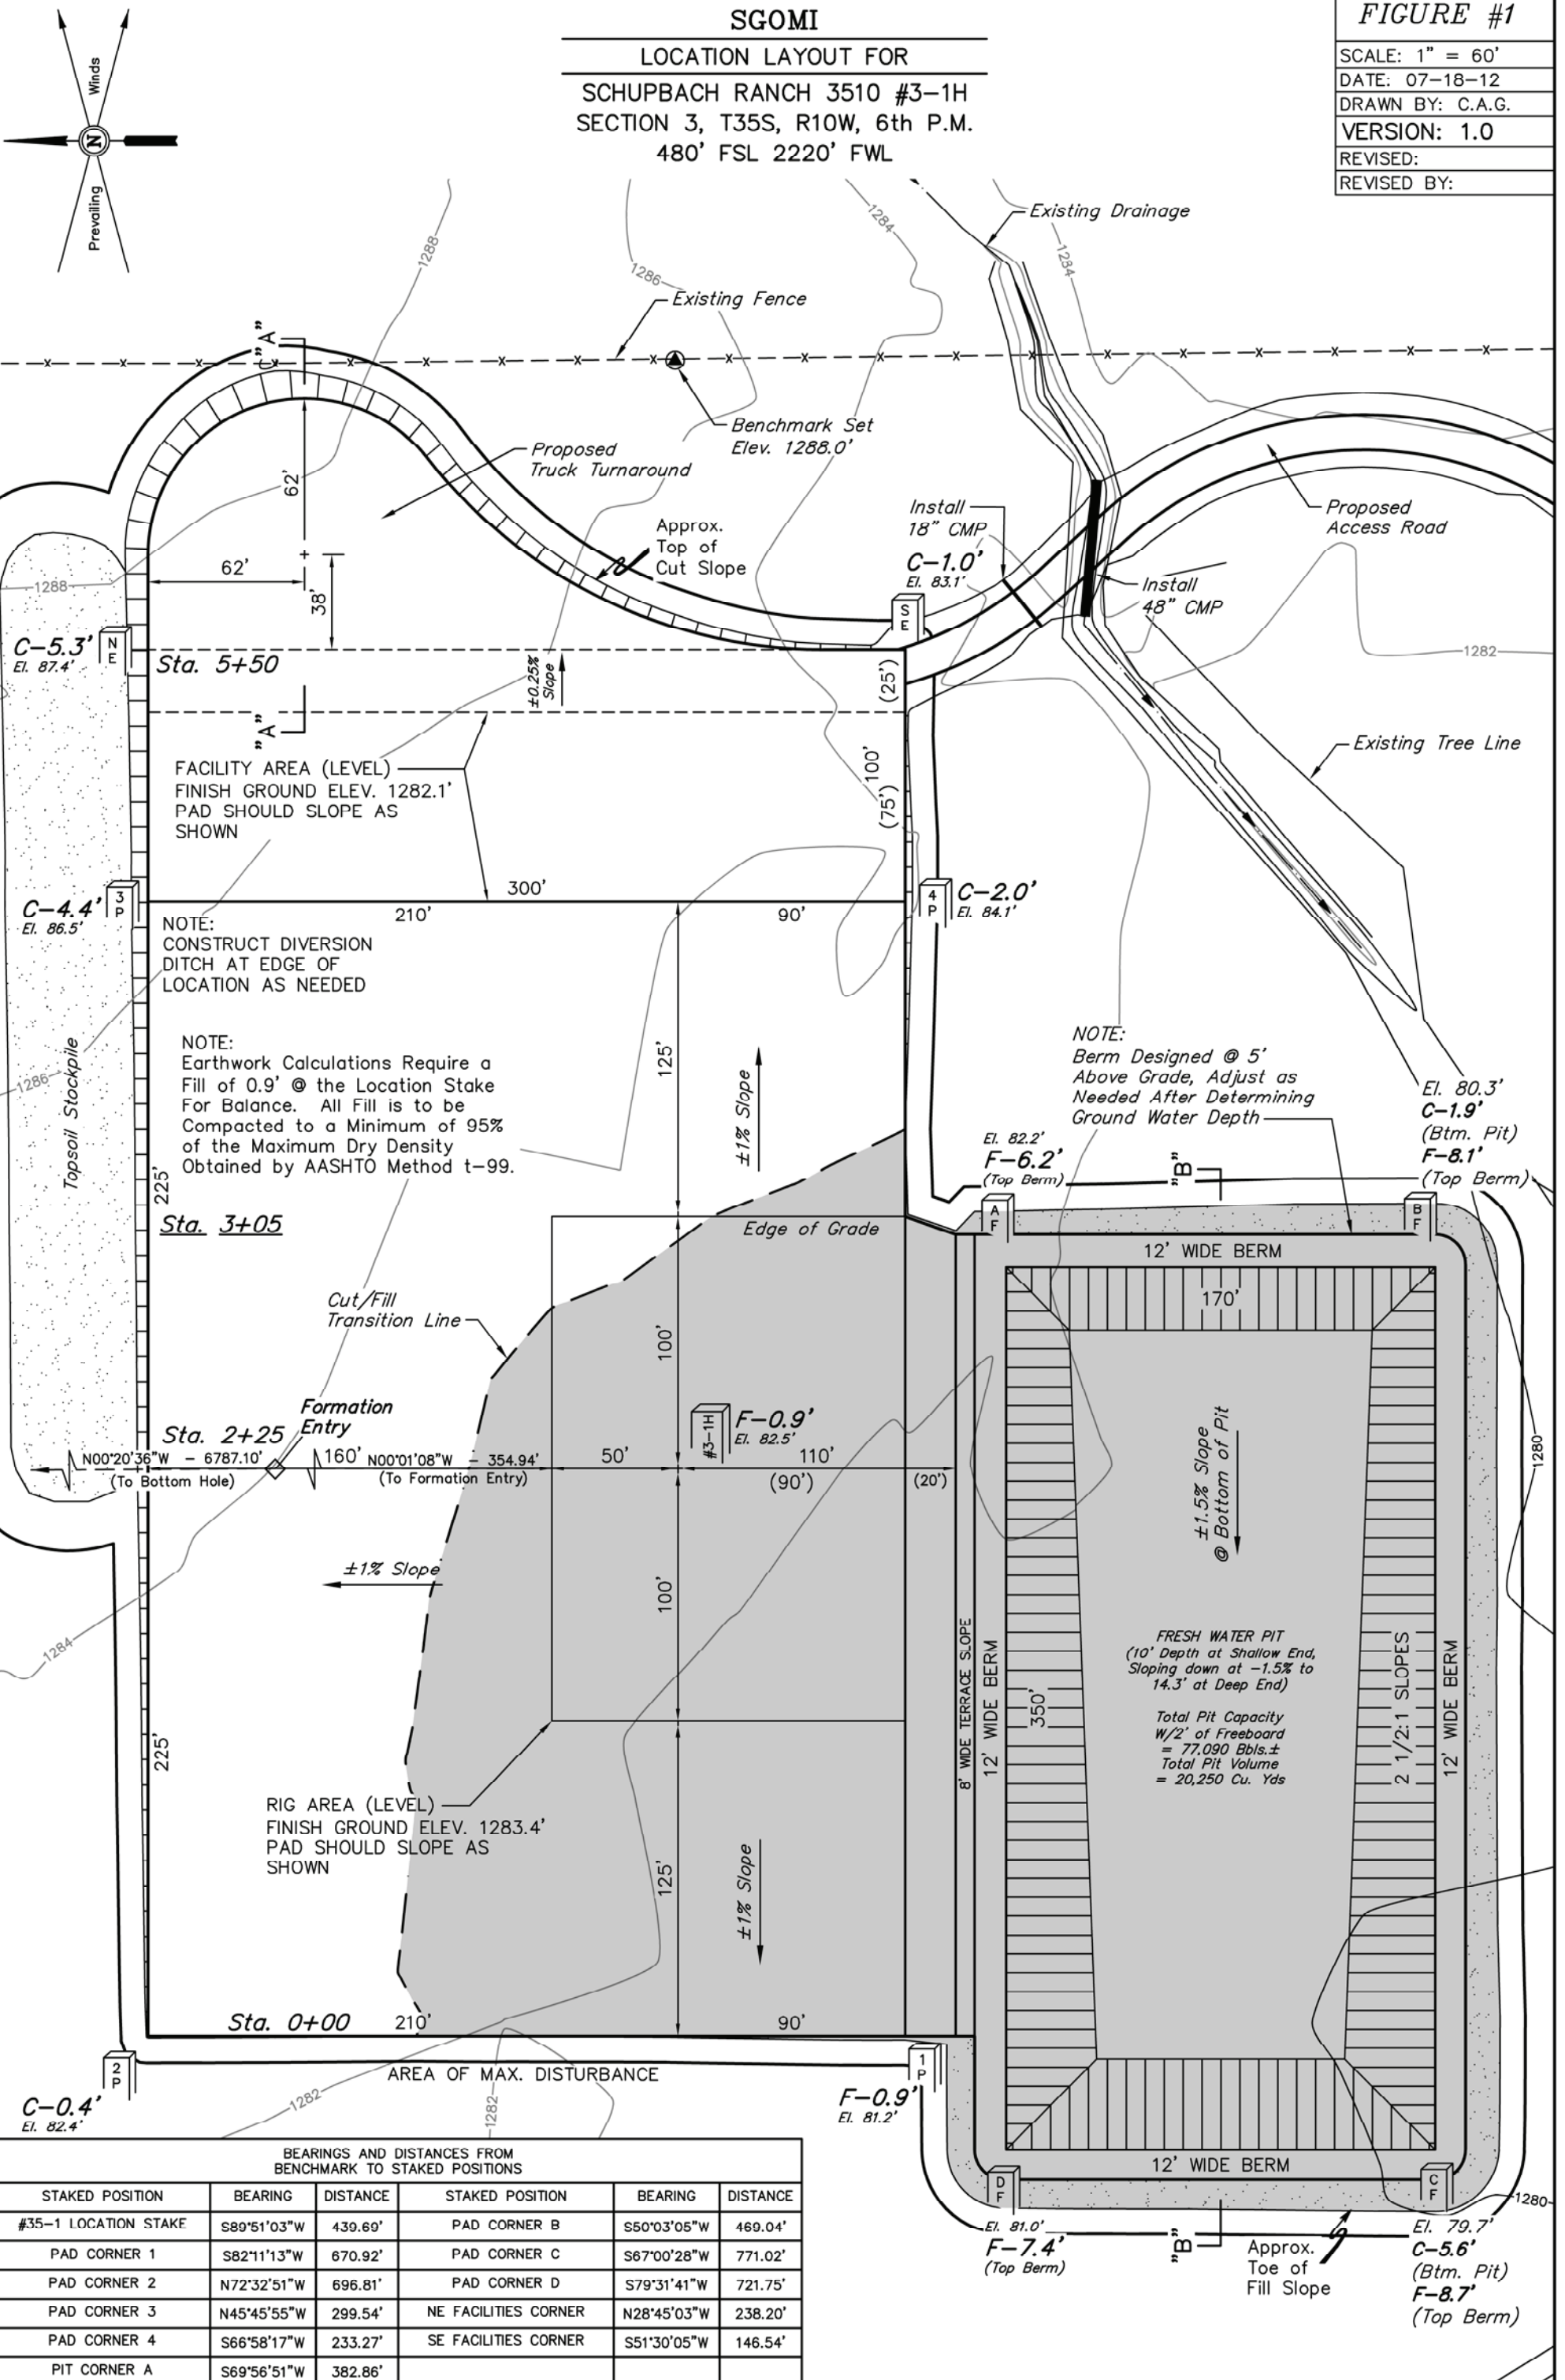 SGOMI
LOCATION LAYOUT FOR
SCHUPBACH RANCH 3510 #3-1H
SECTION 3, T35S, R10W, 6th P.M.
480' FSL 2220' FWL
FIGURE #1
SCALE: 1" = 60'
DATE: 07-18-12
DRAWN BY: C.A.G.
VERSION: 1.0
REVISED:
REVISED BY:
Winds
N
Prevailing
1288
1286
1284
1284
Existing Drainage
Existing Fence
"A"
Benchmark Set
Elev. 1288.0'
Proposed
Truck Turnaround
62'
62'
38'
Approx.
Top of
Cut Slope
Install
18" CMP
C-1.0'
El. 83.1'
S
E
Proposed
Access Road
Install
48" CMP
1288
1282
C-5.3'
El. 87.4'
N
E
Sta. 5+50
±0.25%
Slope
(25')
"A"
100'
(75')
Existing Tree Line
FACILITY AREA (LEVEL)
FINISH GROUND ELEV. 1282.1'
PAD SHOULD SLOPE AS
SHOWN
300'
210'
90'
C-4.4'
El. 86.5'
3
P
4
P
C-2.0'
El. 84.1'
NOTE:
CONSTRUCT DIVERSION
DITCH AT EDGE OF
LOCATION AS NEEDED
NOTE:
Earthwork Calculations Require a
Fill of 0.9' @ the Location Stake
For Balance. All Fill is to be
Compacted to a Minimum of 95%
of the Maximum Dry Density
Obtained by AASHTO Method t-99.
Topsoil Stockpile
1286
125'
±1% Slope
NOTE:
Berm Designed @ 5'
Above Grade, Adjust as
Needed After Determining
Ground Water Depth
El. 80.3'
C-1.9'
(Btm. Pit)
F-8.1'
(Top Berm)
El. 82.2'
F-6.2'
(Top Berm)
"B"
225'
Sta. 3+05
Edge of Grade
A
F
B
F
12' WIDE BERM
170'
Cut/Fill
Transition Line
100'
Formation
Entry
Sta. 2+25
#3-1H
F-0.9'
El. 82.5'
N00°20'36"W - 6787.10'
(To Bottom Hole)
160'
N00°01'08"W - 354.94'
(To Formation Entry)
50'
110'
(90')
(20')
±1.5% Slope
@ Bottom of Pit
1280
±1% Slope
100'
1284
225'
8' WIDE TERRACE SLOPE
12' WIDE BERM
350'
FRESH WATER PIT
(10' Depth at Shallow End,
Sloping down at -1.5% to
14.3' at Deep End)
Total Pit Capacity
W/2' of Freeboard
= 77,090 Bbls.±
Total Pit Volume
= 20,250 Cu. Yds
2 1/2:1 SLOPES
12' WIDE BERM
RIG AREA (LEVEL)
FINISH GROUND ELEV. 1283.4'
PAD SHOULD SLOPE AS
SHOWN
125'
±1% Slope
Sta. 0+00
210'
90'
2
P
1
P
AREA OF MAX. DISTURBANCE
C-0.4'
El. 82.4'
1282
1282
F-0.9'
El. 81.2'
12' WIDE BERM
D
F
C
F
1280
El. 81.0'
F-7.4'
(Top Berm)
"B"
Approx.
Toe of
Fill Slope
El. 79.7'
C-5.6'
(Btm. Pit)
F-8.7'
(Top Berm)
BEARINGS AND DISTANCES FROM
BENCHMARK TO STAKED POSITIONS
STAKED POSITION BEARING DISTANCE STAKED POSITION BEARING DISTANCE
#35-1 LOCATION STAKE S89°51'03"W 439.69' PAD CORNER B S50°03'05"W 469.04'
PAD CORNER 1 S82°11'13"W 670.92' PAD CORNER C S67°00'28"W 771.02'
PAD CORNER 2 N72°32'51"W 696.81' PAD CORNER D S79°31'41"W 721.75'
PAD CORNER 3 N45°45'55"W 299.54' NE FACILITIES CORNER N28°45'03"W 238.20'
PAD CORNER 4 S66°58'17"W 233.27' SE FACILITIES CORNER S51°30'05"W 146.54'
PIT CORNER A S69°56'51"W 382.86'